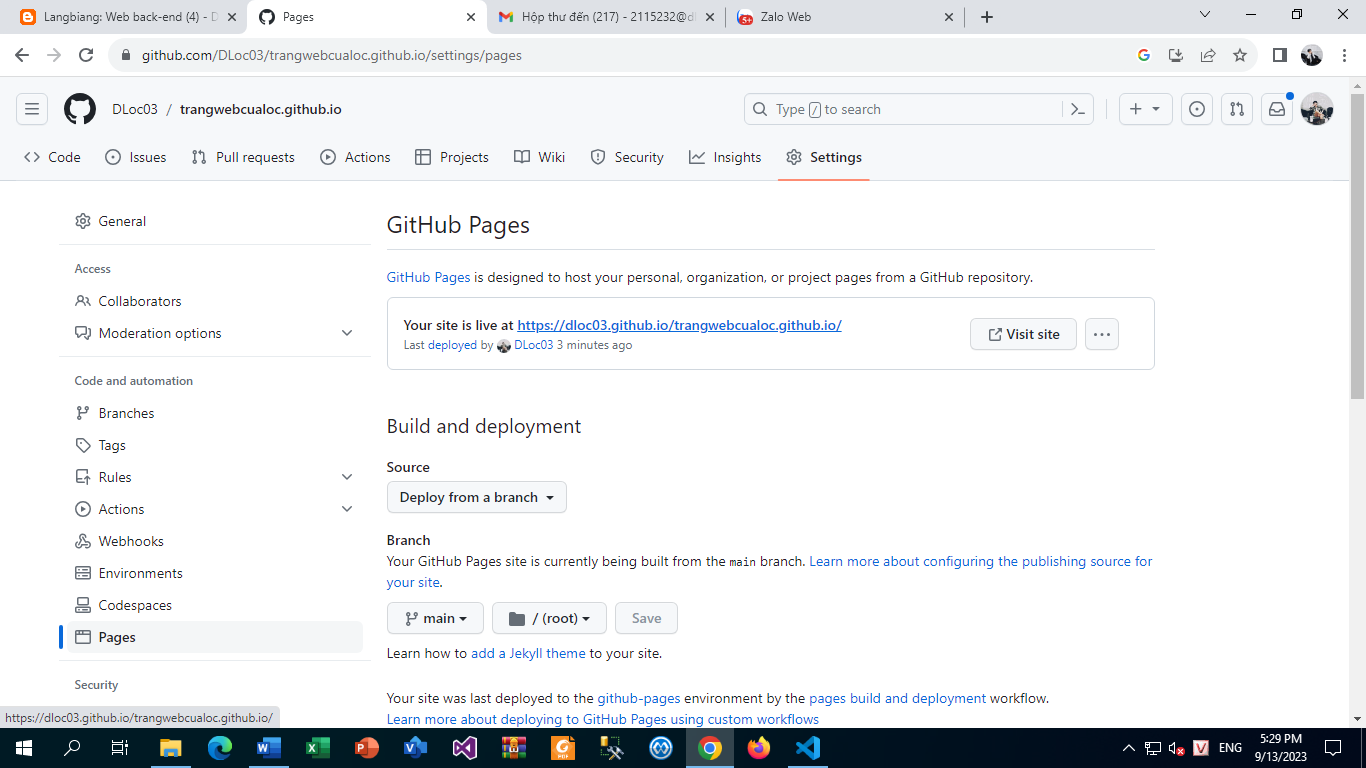 Langbiang: Web back-end (4) - D
Pages
Hộp thư đến (217) - 2115232@dl
Zalo Web
github.com/DLoc03/trangwebcualoc.github.io/settings/pages
DLoc03 / trangwebcualoc.github.io
Type / to search
Code
Issues
Pull requests
Actions
Projects
Wiki
Security
Insights
Settings
General
Access
Collaborators
Moderation options
Code and automation
Branches
Tags
Rules
Actions
Webhooks
Environments
Codespaces
Pages
Security
GitHub Pages
GitHub Pages is designed to host your personal, organization, or project pages from a GitHub repository.
Your site is live at https://dloc03.github.io/trangwebcualoc.github.io/
Last deployed by DLoc03 3 minutes ago
Visit site
Build and deployment
Source
Deploy from a branch
Branch
Your GitHub Pages site is currently being built from the main branch. Learn more about configuring the publishing source for
your site.
main
/ (root)
Save
Learn how to add a Jekyll theme to your site.
Your site was last deployed to the github-pages environment by the pages build and deployment workflow.
Learn more about deploying to GitHub Pages using custom workflows
https://dloc03.github.io/trangwebcualoc.github.io/
ENG
5:29 PM
9/13/2023